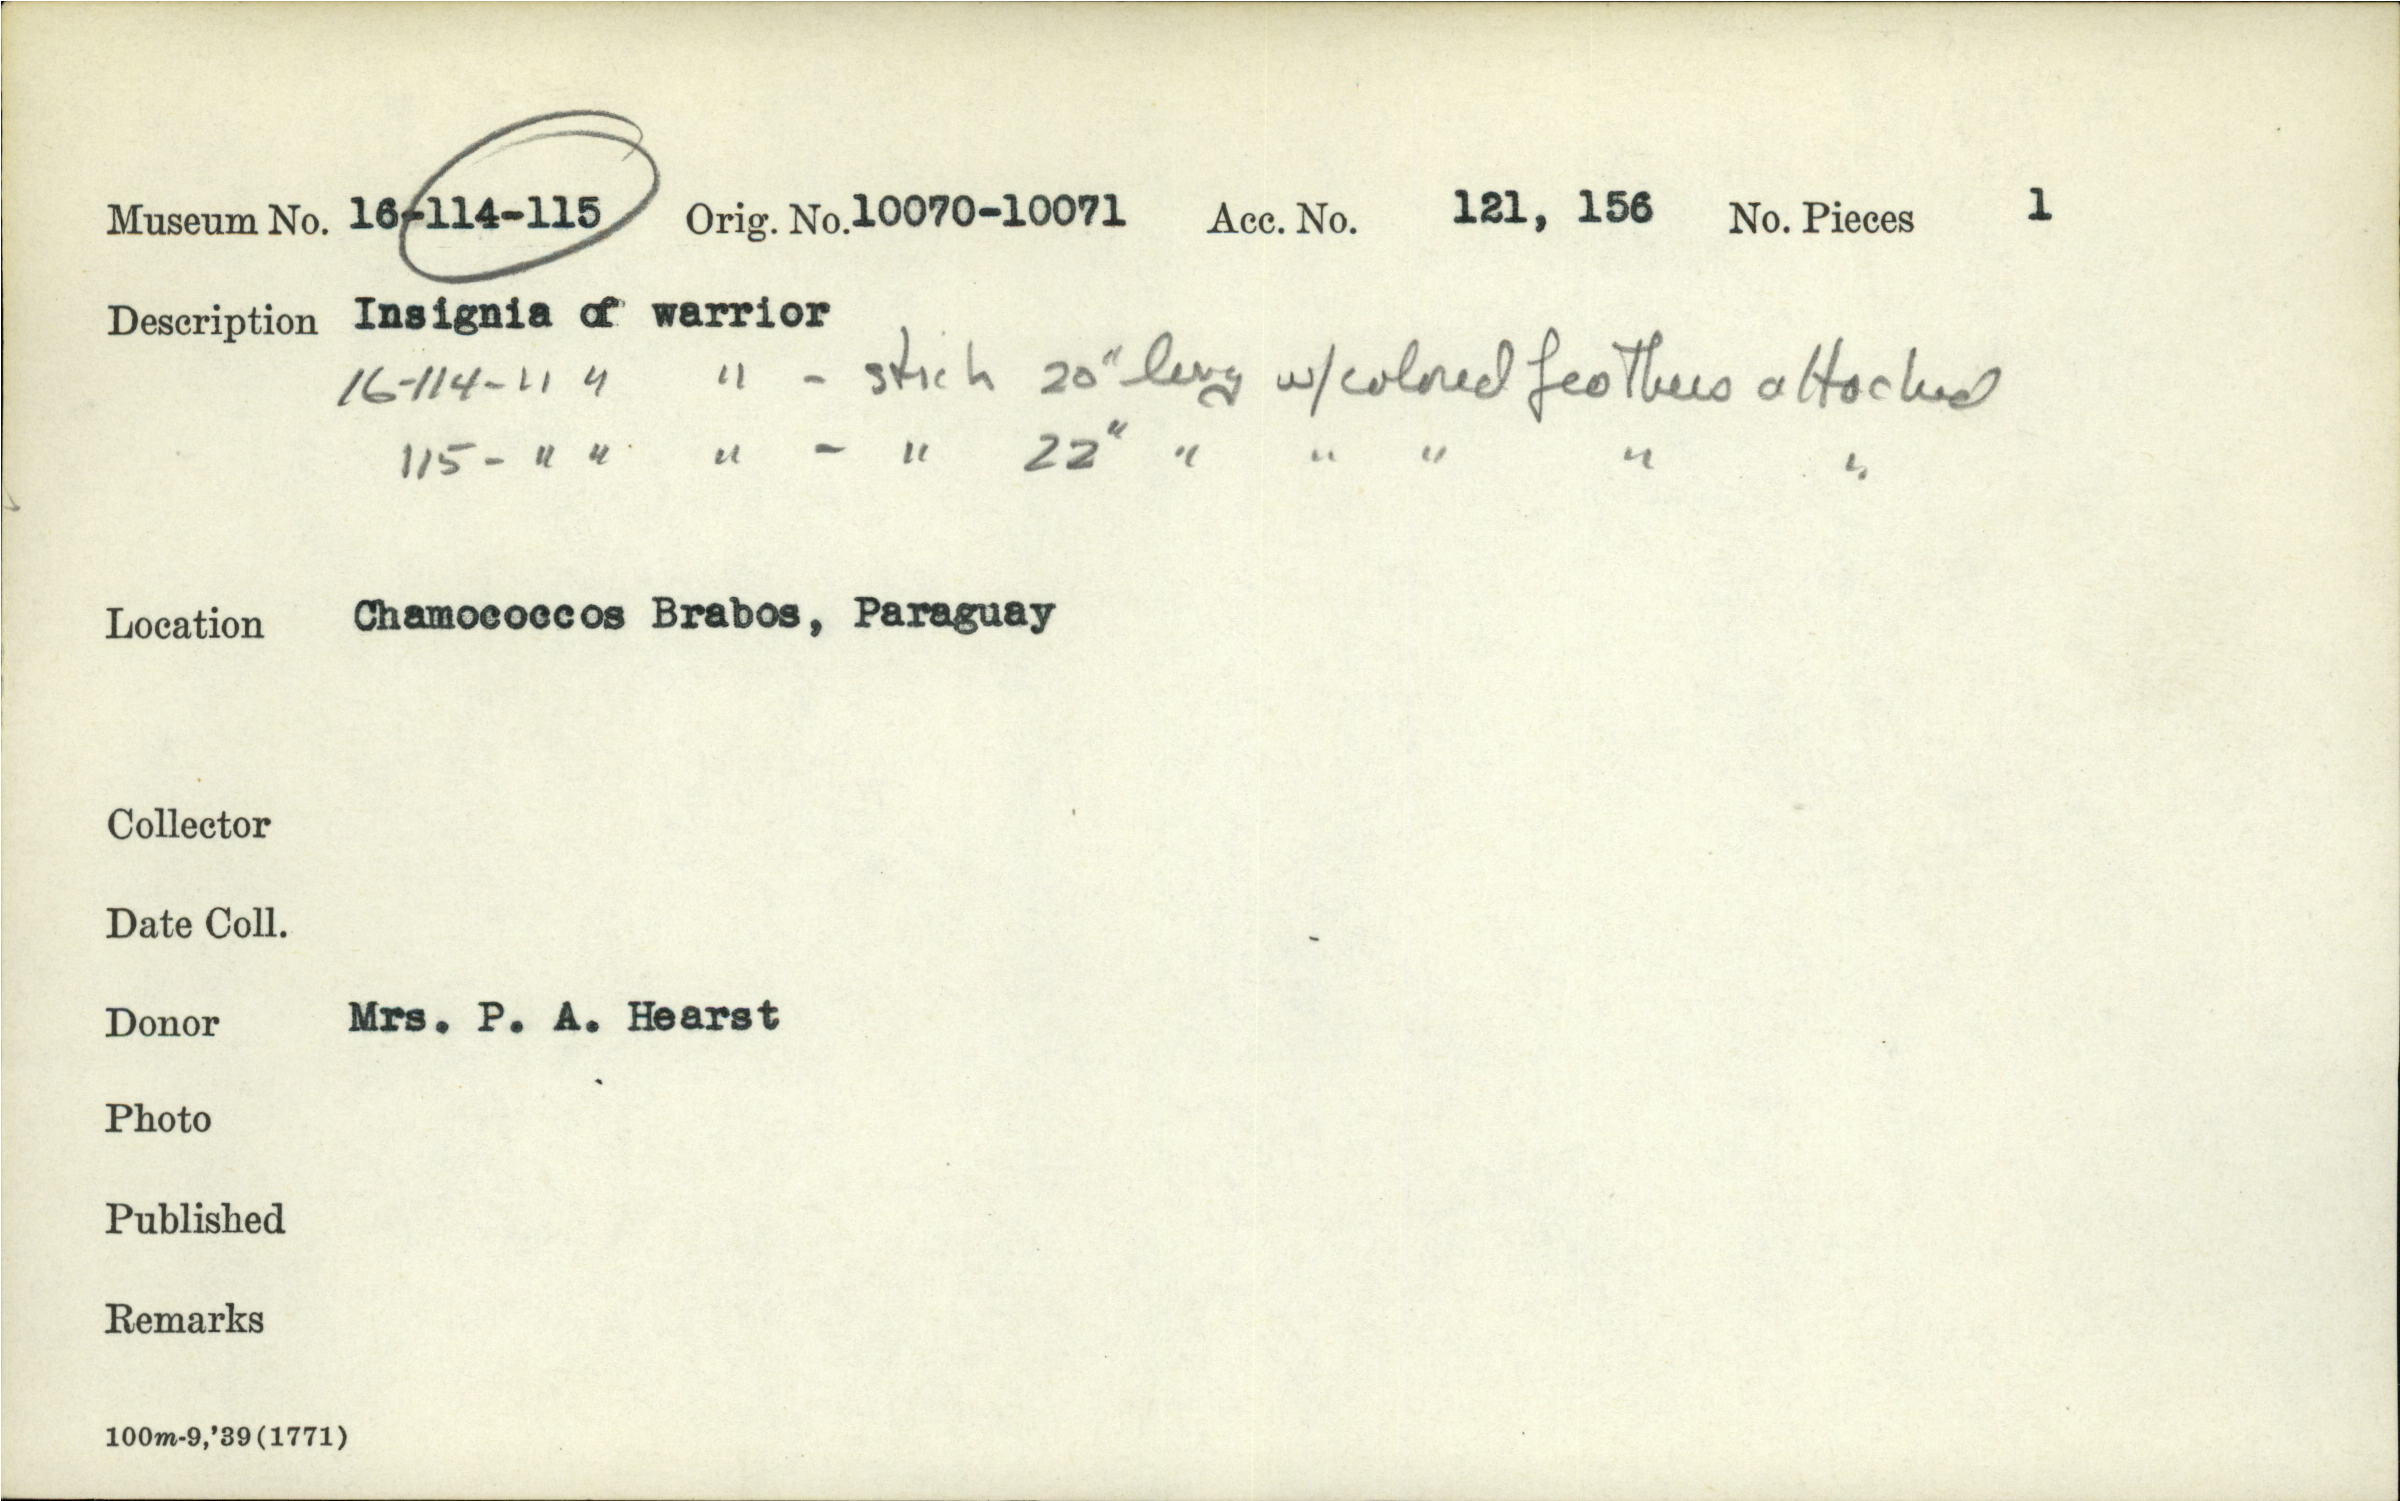 Museum No. 16-114-115 Orig. No. 10070-10071 Acc. No. 121, 156 No. Pieces 1
Description Insignia of warrior
16-114-" " " - stick 20" long w/colored feathers attached
115- " " " - " 22" " " " " "
Location Chamococcos Brabos, Paraguay
Collector
Date Coll.
Donor Mrs. P. A. Hearst
Photo
Published
Remarks
100m-9,'39(1771)